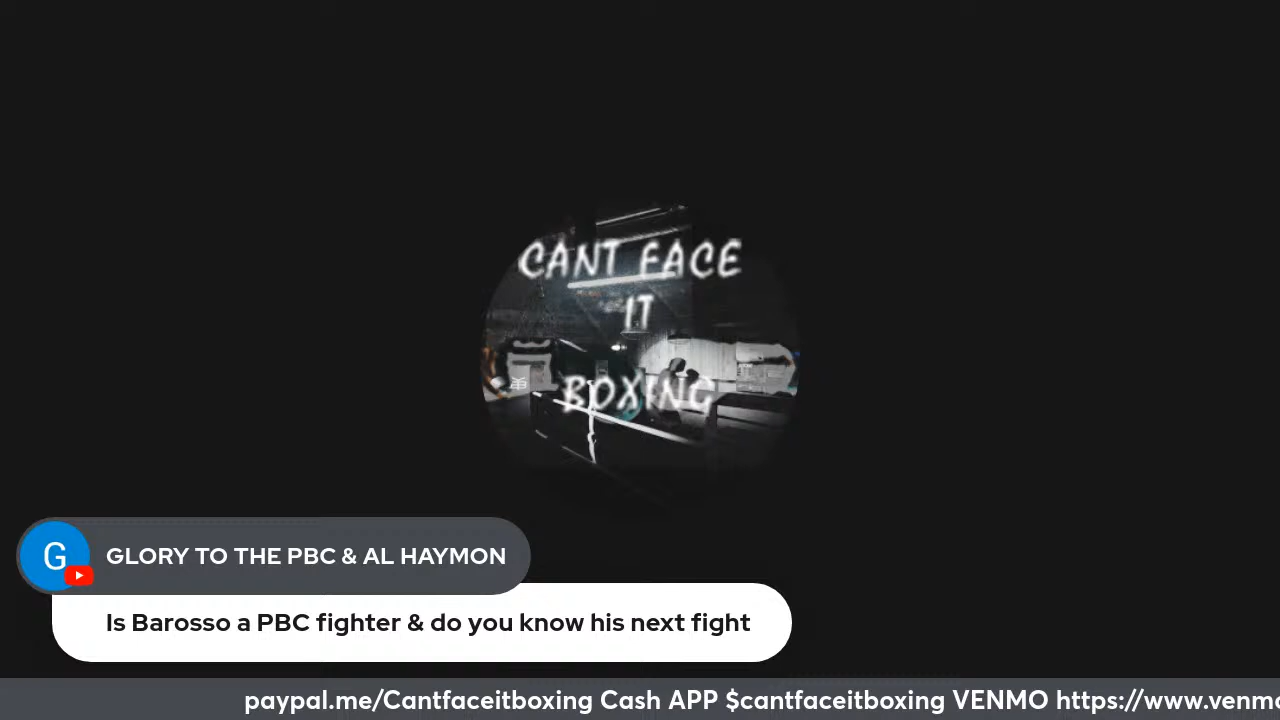 CANT FACE
IT
BOXING
G
GLORY TO THE PBC & AL HAYMON
Is Barosso a PBC fighter & do you know his next fight
paypal.me/Cantfaceitboxing Cash APP $cantfaceitboxing VENMO https://www.venmo